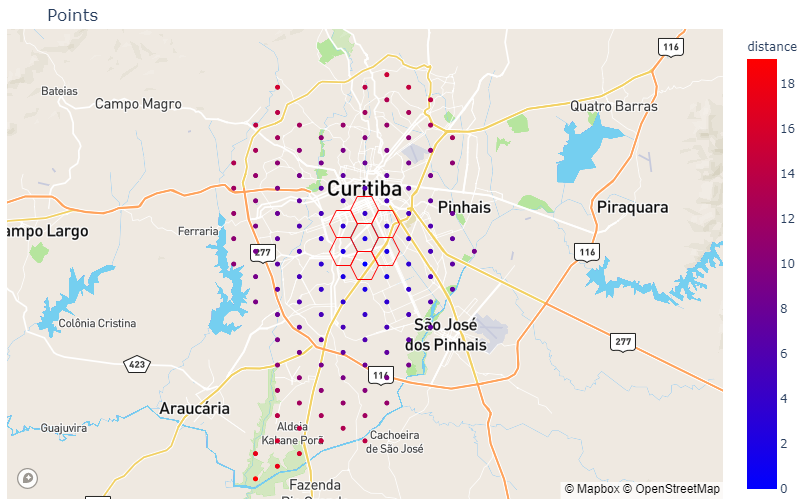 Points
distance
116
Bateias
Campo Magro
Quatro Barras
18
16
14
12
10
8
6
4
2
0
Curitiba
Pinhais
Piraquara
ampo Largo
Ferraria
277
116
Colônia Cristina
São José
dos Pinhais
277
423
116
Araucária
Guajuvira
Aldeia
Kakane Porã
Cachoeira
de São José
Fazenda
© Mapbox © OpenStreetMap